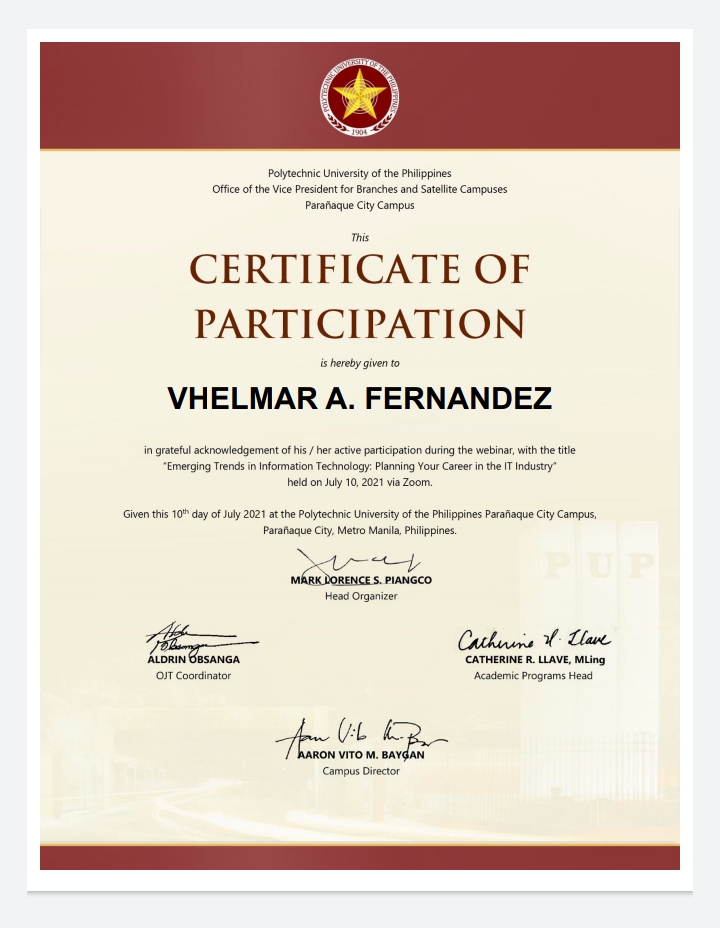 POLYTECHNIC UNIVERSITY OF THE PHILIPPINES
1904
Polytechnic University of the Philippines
Office of the Vice President for Branches and Satellite Campuses
Parañaque City Campus
This
CERTIFICATE OF
PARTICIPATION
is hereby given to
VHELMAR A. FERNANDEZ
in grateful acknowledgement of his / her active participation during the webinar, with the title
“Emerging Trends in Information Technology: Planning Your Career in the IT Industry”
held on July 10, 2021 via Zoom.
Given this 10th day of July 2021 at the Polytechnic University of the Philippines Parañaque City Campus,
Parañaque City, Metro Manila, Philippines.
PUP
MARK LORENCE S. PIANGCO
Head Organizer
Aldrin Obsanga
ALDRIN OBSANGA
OJT Coordinator
Catherine R. Llave
CATHERINE R. LLAVE, MLing
Academic Programs Head
AARON VITO M. BAYGAN
Campus Director